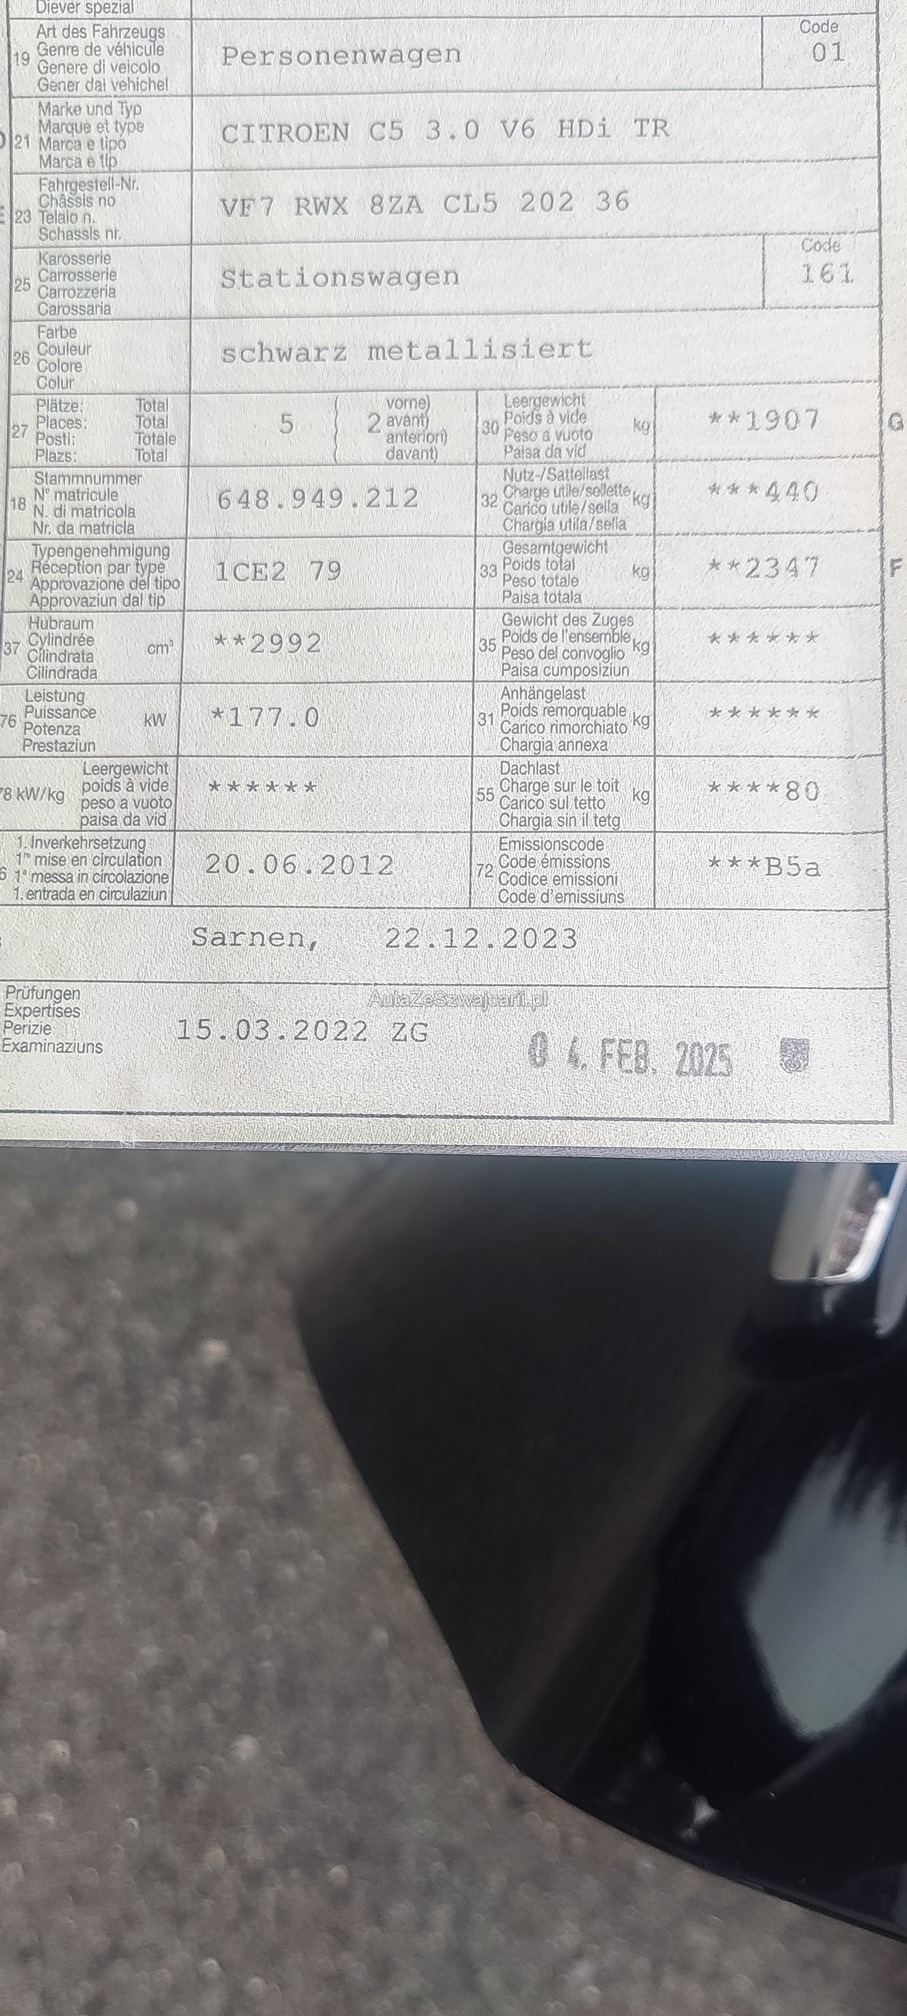 Diever spezial
19 Art des Fahrzeugs
Genre de véhicule
Genere di veicolo
Gener dal vehichel
Personenwagen
Code
01
21 Marke und Typ
Marque et type
Marca e tipo
Marca e tip
CITROEN C5 3.0 V6 HDi TR
23 Fahrgestell-Nr.
Châssis no
Telaio n.
Schassis nr.
VF7 RWX 8ZA CL5 202 36
25 Karosserie
Carrosserie
Carrozzeria
Carossaria
Stationswagen
Code
161
26 Farbe
Couleur
Colore
Colur
schwarz metallisiert
27 Plätze: Total
Places: Total
Posti: Totale
Plazs: Total
5 ( 2 vorne)
avant)
anteriori)
davant)
30 Leergewicht
Poids à vide
Peso a vuoto
Paisa da vid
kg
**1907
G
18 Stammnummer
N° matricule
N. di matricola
Nr. da matricla
648.949.212
32 Nutz-/Sattellast
Charge utile/sellette
Carico utile/sella
Chargia utila/sella
kg
***440
24 Typengenehmigung
Réception par type
Approvazione del tipo
Approvaziun dal tip
1CE2 79
33 Gesamtgewicht
Poids total
Peso totale
Paisa totala
kg
**2347
F
37 Hubraum
Cylindrée
Cilindrata
Cilindrada
cm³
**2992
35 Gewicht des Zuges
Poids de l'ensemble
Peso del convoglio
Paisa cumposiziun
kg
******
76 Leistung
Puissance
Potenza
Prestaziun
kW
*177.0
31 Anhängelast
Poids remorquable
Carico rimorchiato
Chargia annexa
kg
******
78 kW/kg Leergewicht
poids à vide
peso a vuoto
paisa da vid
******
55 Dachlast
Charge sur le toit
Carico sul tetto
Chargia sin il tetg
kg
****80
6 1. Inverkehrsetzung
1re mise en circulation
1a messa in circolazione
1. entrada en circulaziun
20.06.2012
72 Emissionscode
Code émissions
Codice emissioni
Code d'emissiuns
***B5a
Sarnen, 22.12.2023
Prüfungen
Expertises
Perizie
Examinaziuns
AutaZeSzwajcarii.pl
15.03.2022 ZG
0 4. FEB. 2025